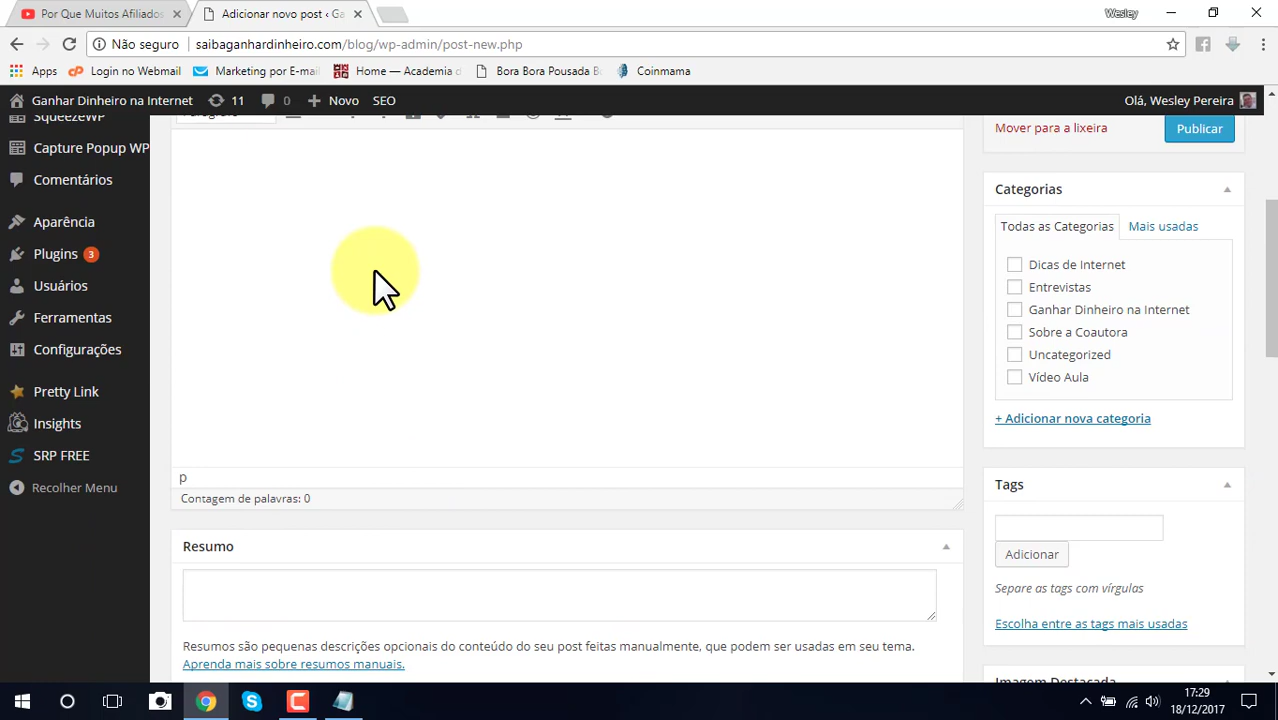 Por Que Muitos Afiliados
Adicionar novo post ‹ Ga
Wesley
Não seguro
saibaganhardinheiro.com/blog/wp-admin/post-new.php
Apps
Login no Webmail
Marketing por E-mai
Home — Academia d
Bora Bora Pousada B
Coinmama
Ganhar Dinheiro na Internet
11
0
Novo
SEO
Olá, Wesley Pereira
SqueezeWP
Capture Popup WP
Comentários
Aparência
Plugins 3
Usuários
Ferramentas
Configurações
Pretty Link
Insights
SRP FREE
Recolher Menu
p
Contagem de palavras: 0
Resumo
Resumos são pequenas descrições opcionais do conteúdo do seu post feitas manualmente, que podem ser usadas em seu tema.
Aprenda mais sobre resumos manuais.
Mover para a lixeira
Publicar
Categorias
Todas as Categorias
Mais usadas
Dicas de Internet
Entrevistas
Ganhar Dinheiro na Internet
Sobre a Coautora
Uncategorized
Vídeo Aula
+ Adicionar nova categoria
Tags
Adicionar
Separe as tags com vírgulas
Escolha entre as tags mais usadas
Imagem Destacada
17:29
18/12/2017